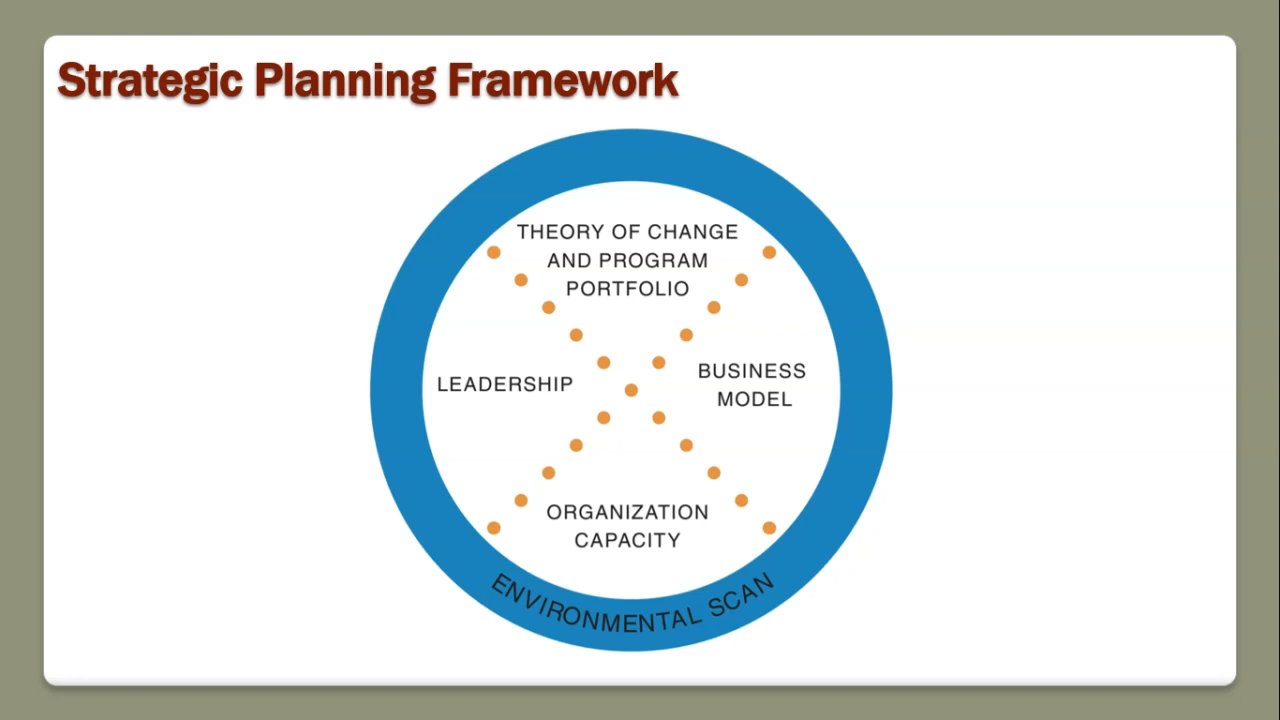 Strategic Planning Framework
THEORY OF CHANGE
AND PROGRAM
PORTFOLIO
LEADERSHIP
BUSINESS
MODEL
ORGANIZATION
CAPACITY
ENVIRONMENTAL SCAN